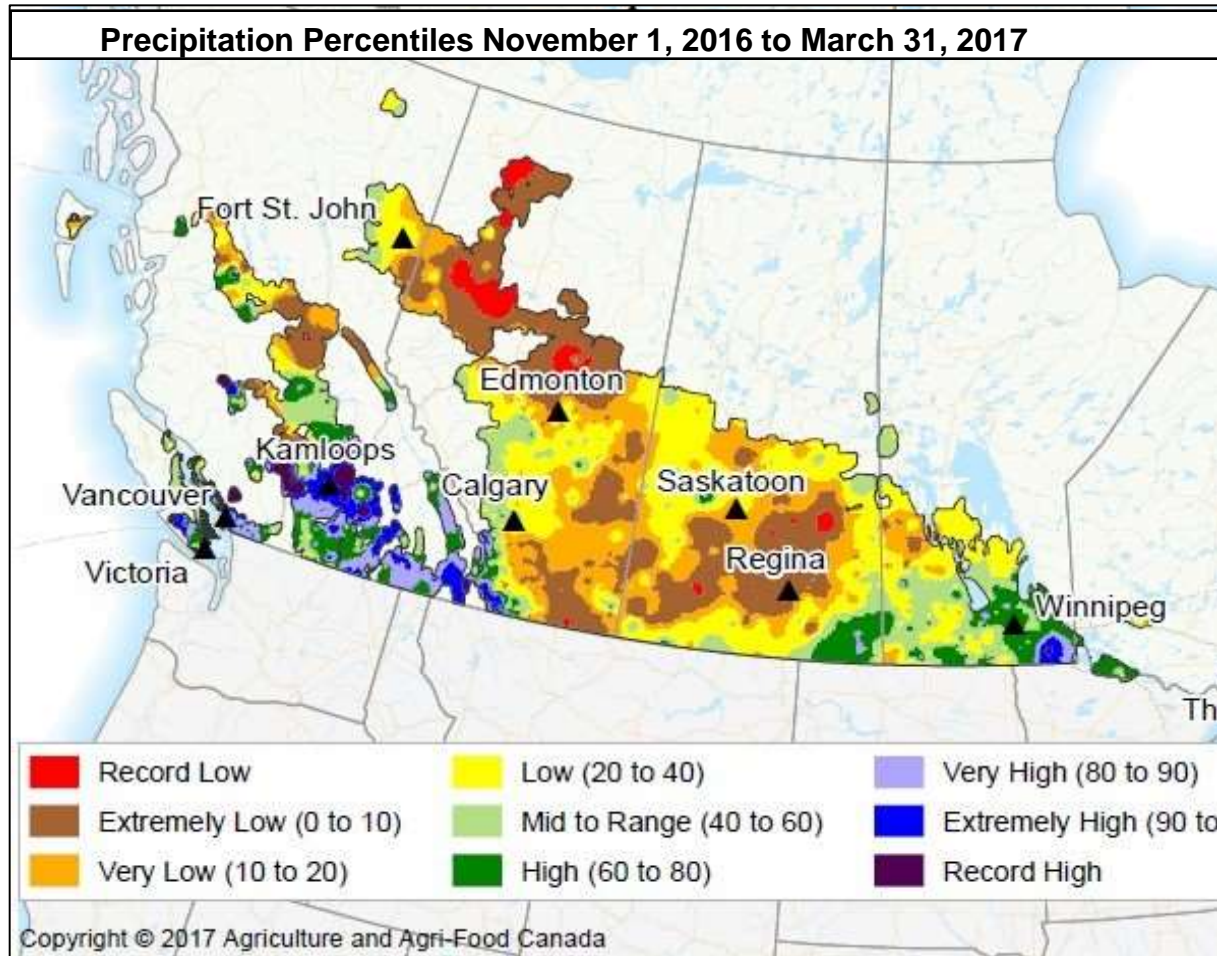 Precipitation Percentiles November 1, 2016 to March 31, 2017
Fort St. John
Edmonton
Kamloops
Calgary
Saskatoon
Vancouver
Regina
Victoria
Winnipeg
Th
Record Low
Low (20 to 40)
Very High (80 to 90)
Extremely Low (0 to 10)
Mid to Range (40 to 60)
Extremely High (90 to
Very Low (10 to 20)
High (60 to 80)
Record High
Copyright © 2017 Agriculture and Agri-Food Canada